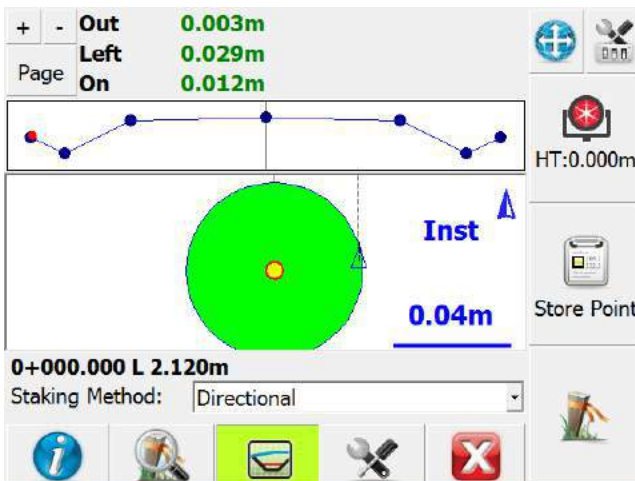 + - Out 0.003m
Left 0.029m
Page
On 0.012m
HT:0.000m
Inst
0.04m
Store Point
0+000.000 L 2.120m
Staking Method: Directional